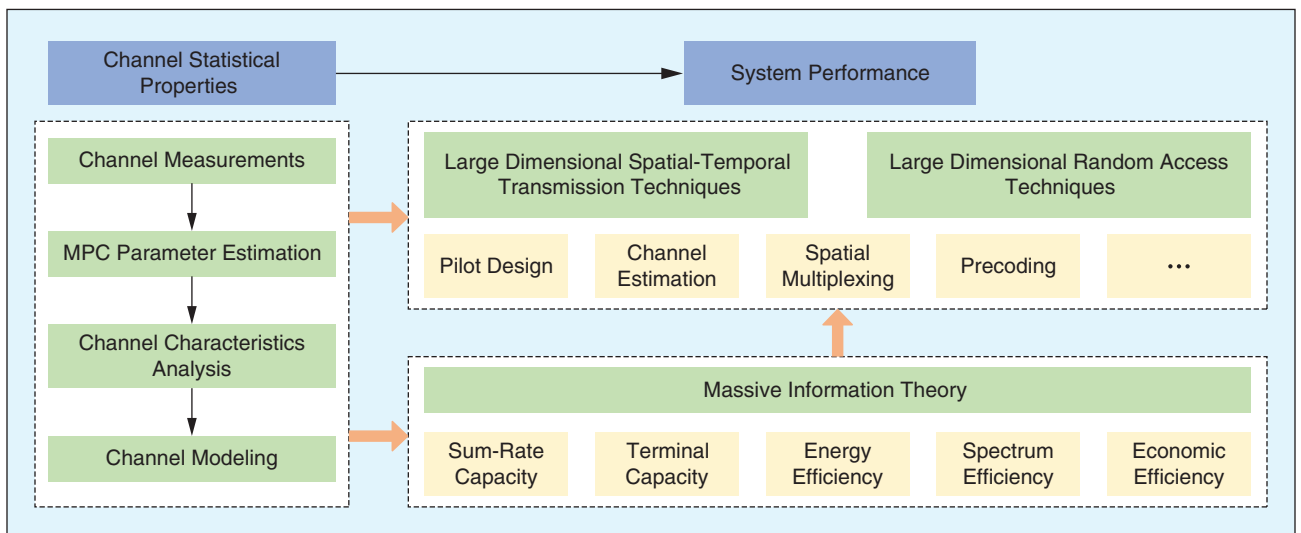 Channel Statistical
Properties
System Performance
Channel Measurements
MPC Parameter Estimation
Channel Characteristics
Analysis
Channel Modeling
Large Dimensional Spatial-Temporal
Transmission Techniques
Large Dimensional Random Access
Techniques
Pilot Design
Channel
Estimation
Spatial
Multiplexing
Precoding
...
Massive Information Theory
Sum-Rate
Capacity
Terminal
Capacity
Energy
Efficiency
Spectrum
Efficiency
Economic
Efficiency